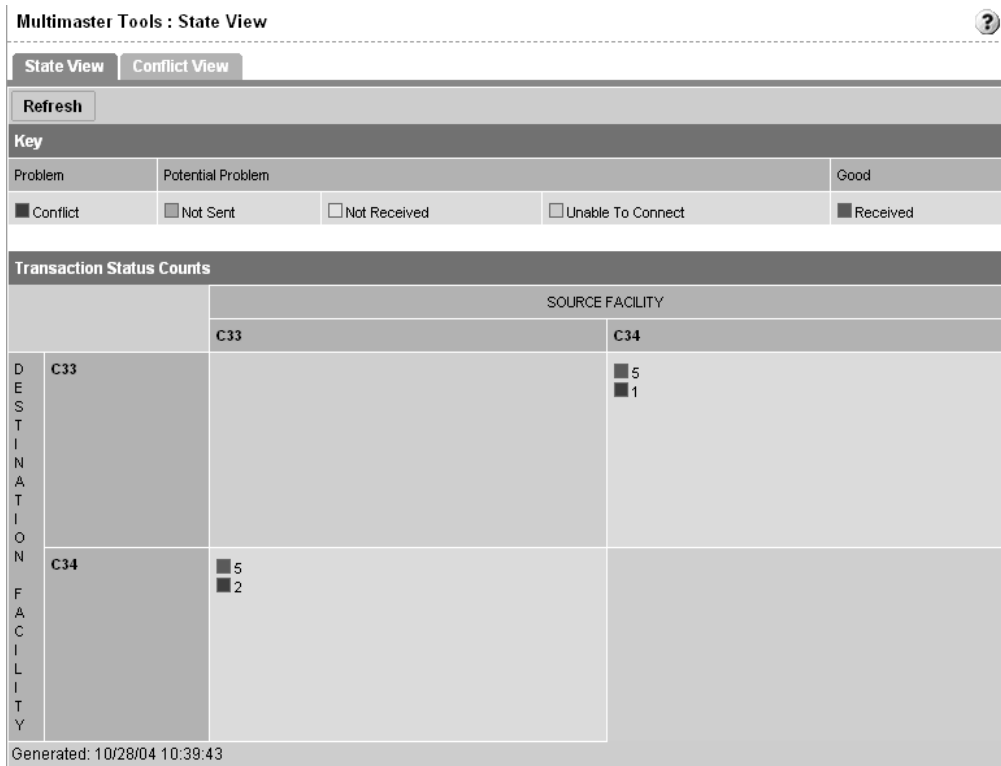 Multimaster Tools : State View
?
State View Conflict View
Refresh
Key
Problem Potential Problem Good
Conflict Not Sent Not Received Unable To Connect Received
Transaction Status Counts
SOURCE FACILITY
C33 C34
DESTINATION FACILITY
C33
5
1
C34
5
2
Generated: 10/28/04 10:39:43